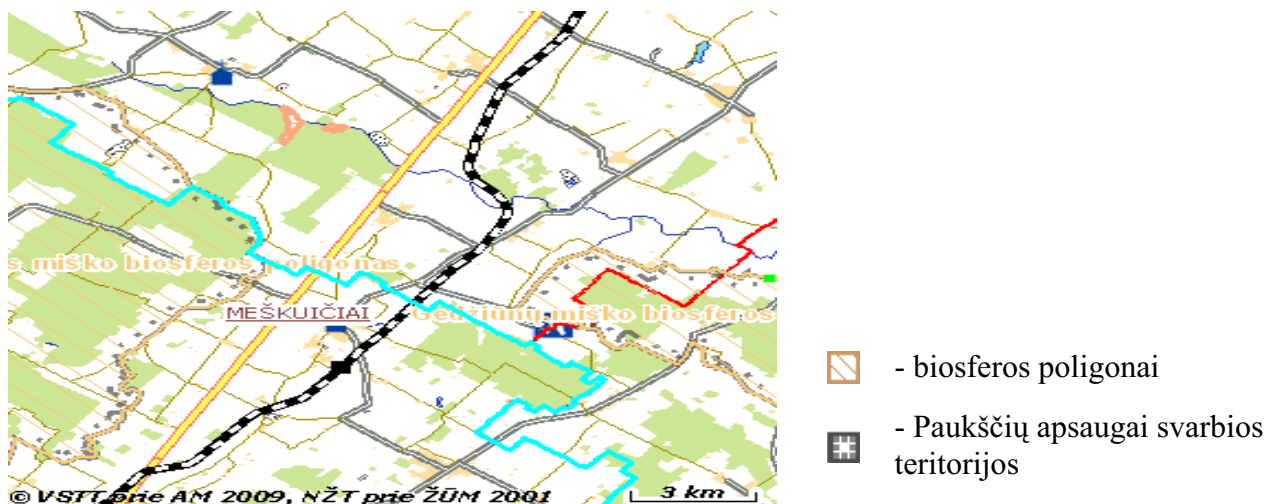 s miško biosferos poligonas
MEŠKUIČIAI
Gedžiūnų miško biosferos
© VSTT prie AM 2009, NŽT prie ŽŪM 2001
3 km
- biosferos poligonai
- Paukščių apsaugai svarbios
teritorijos